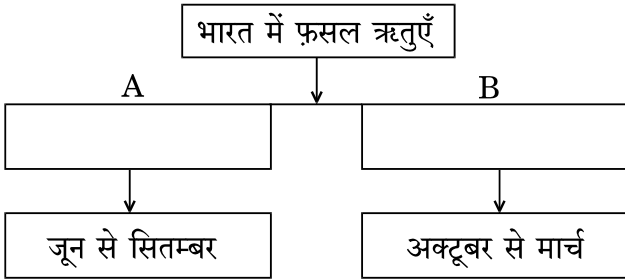 भारत में फ़सल ऋतुएँ
A
B
जून से सितम्बर
अक्टूबर से मार्च